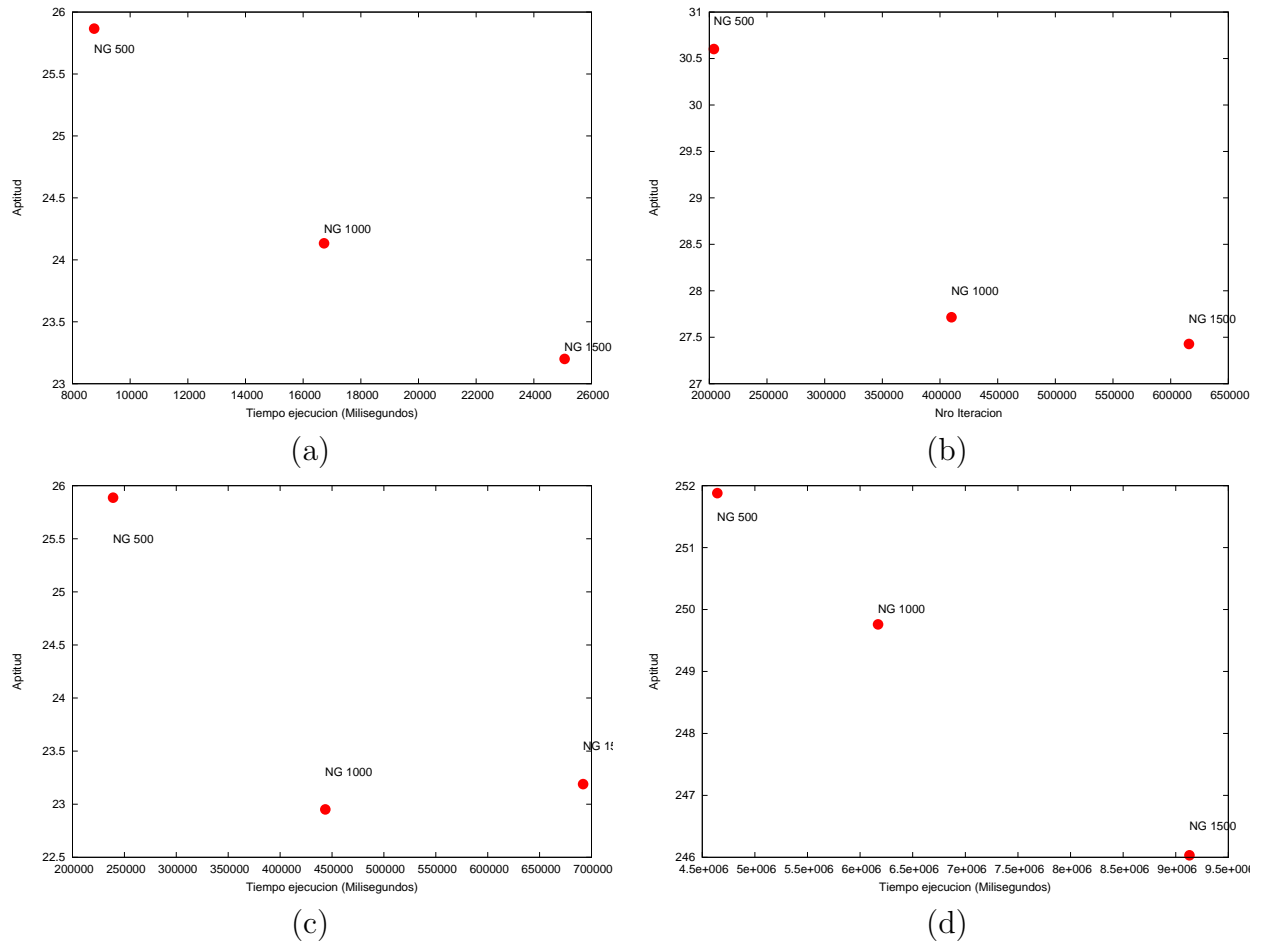 26
25.5
25
24.5
24
23.5
23
Aptitud
NG 500
NG 1000
NG 1500
8000 10000 12000 14000 16000 18000 20000 22000 24000 26000
Tiempo ejecucion (Milisegundos)
(a)
31
30.5
30
29.5
29
28.5
28
27.5
27
Aptitud
NG 500
NG 1000
NG 1500
200000 250000 300000 350000 400000 450000 500000 550000 600000 650000
Nro Iteracion
(b)
26
25.5
25
24.5
24
23.5
23
22.5
Aptitud
NG 500
NG 1000
NG 15
200000 250000 300000 350000 400000 450000 500000 550000 600000 650000 700000
Tiempo ejecucion (Milisegundos)
(c)
252
251
250
249
248
247
246
Aptitud
NG 500
NG 1000
NG 1500
4.5e+006 5e+006 5.5e+006 6e+006 6.5e+006 7e+006 7.5e+006 8e+006 8.5e+006 9e+006 9.5e+00
Tiempo ejecucion (Milisegundos)
(d)